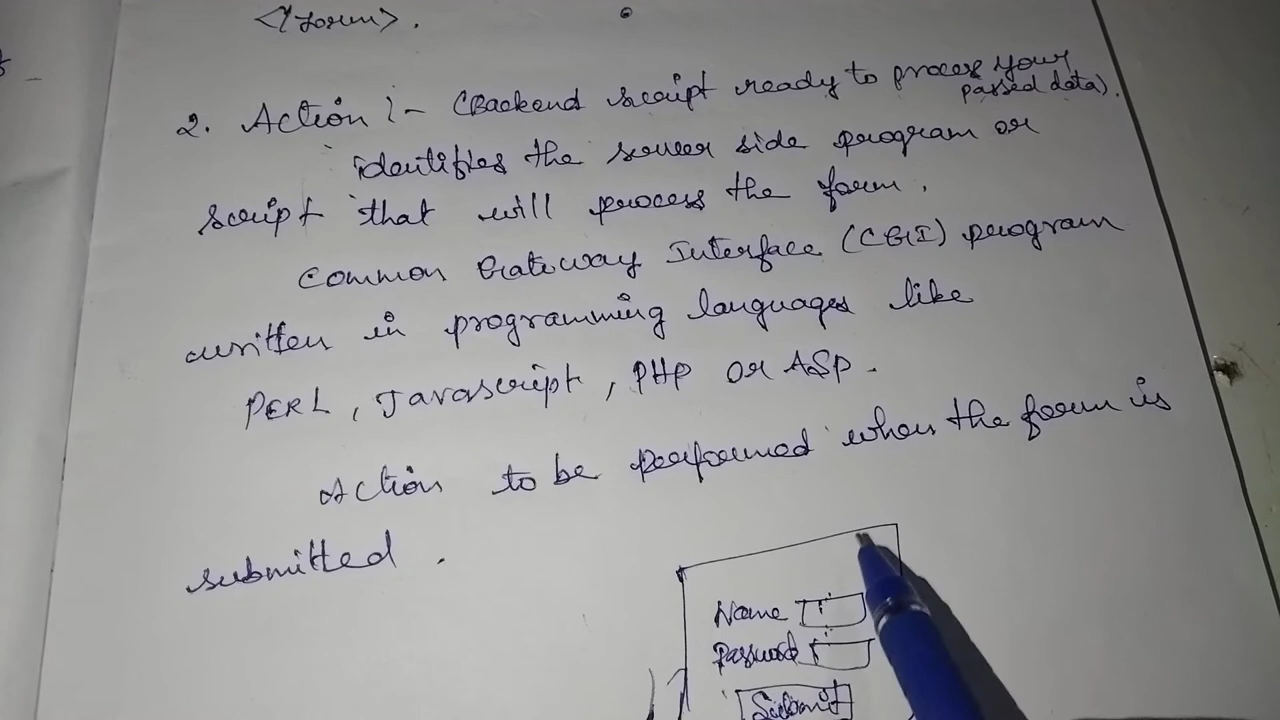 </form>.
2. Action :- (Backend script ready to process your
passed data).
identifies the server side program or
script that will process the form.
Common Gateway Interface (CGI) program
written in programming languages like
PERL, Javascript, PHP or ASP.
Action to be performed when the form is
submitted.
Name
Password
Submit